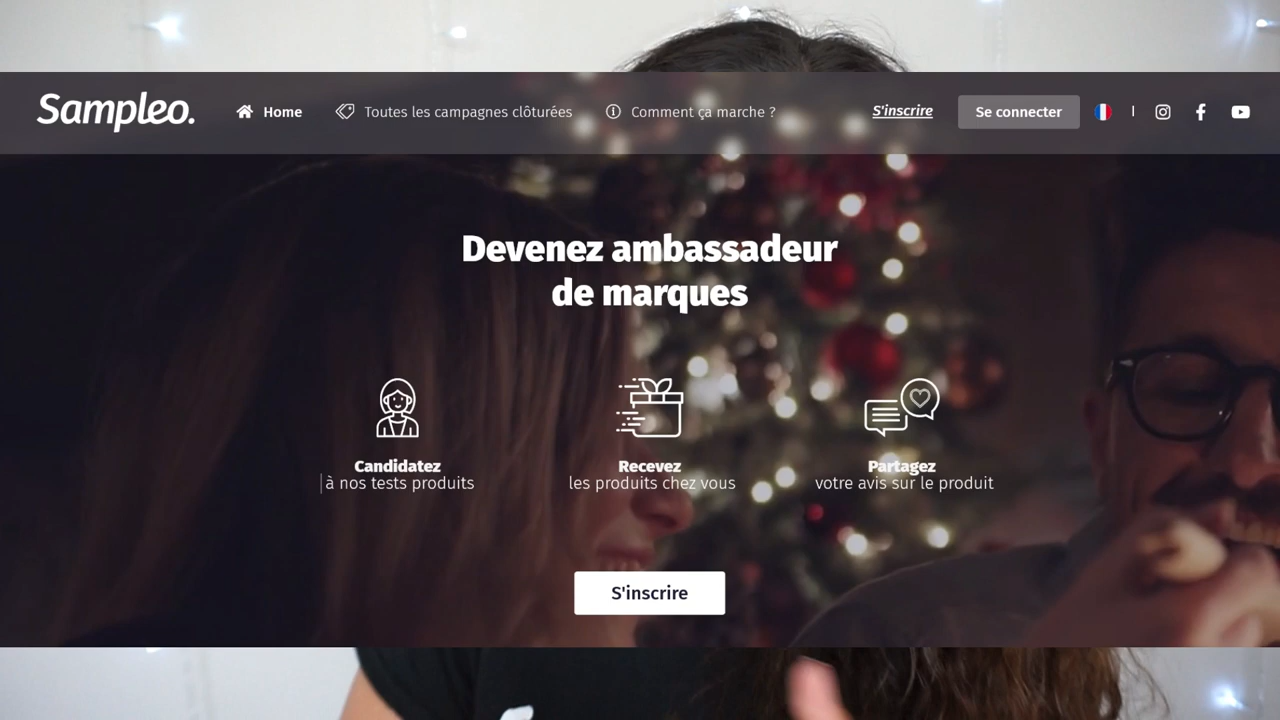 Sampleo.
Home
Toutes les campagnes clôturées
Comment ça marche ?
S'inscrire
Se connecter
Devenez ambassadeur
de marques
Candidatez
à nos tests produits
Recevez
les produits chez vous
Partagez
votre avis sur le produit
S'inscrire